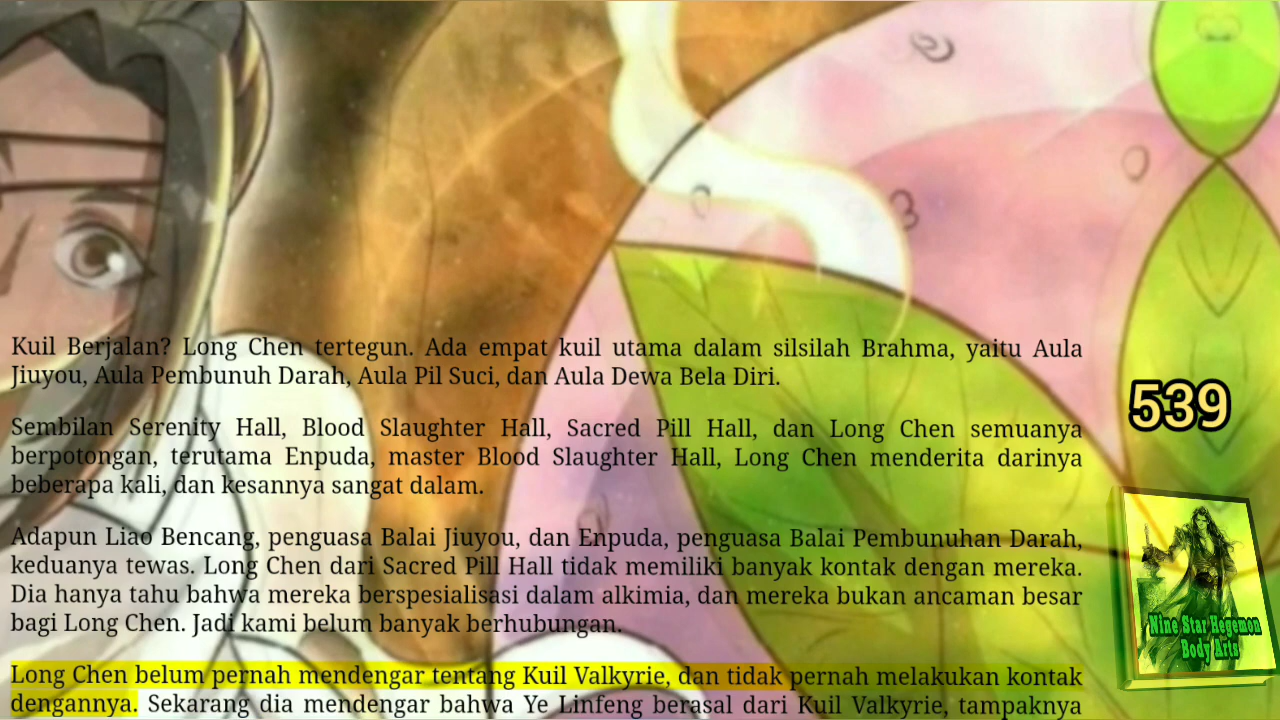 Kuil Berjalan? Long Chen tertegun. Ada empat kuil utama dalam silsilah Brahma, yaitu Aula
Jiuyou, Aula Pembunuh Darah, Aula Pil Suci, dan Aula Dewa Bela Diri.
Sembilan Serenity Hall, Blood Slaughter Hall, Sacred Pill Hall, dan Long Chen semuanya
berpotongan, terutama Enpuda, master Blood Slaughter Hall, Long Chen menderita darinya
beberapa kali, dan kesannya sangat dalam.
Adapun Liao Bencang, penguasa Balai Jiuyou, dan Enpuda, penguasa Balai Pembunuhan Darah,
keduanya tewas. Long Chen dari Sacred Pill Hall tidak memiliki banyak kontak dengan mereka.
Dia hanya tahu bahwa mereka berspesialisasi dalam alkimia, dan mereka bukan ancaman besar
bagi Long Chen. Jadi kami belum banyak berhubungan.
Long Chen belum pernah mendengar tentang Kuil Valkyrie, dan tidak pernah melakukan kontak
dengannya. Sekarang dia mendengar bahwa Ye Linfeng berasal dari Kuil Valkyrie, tampaknya
539
Nine Star Hegemon
Body Arts